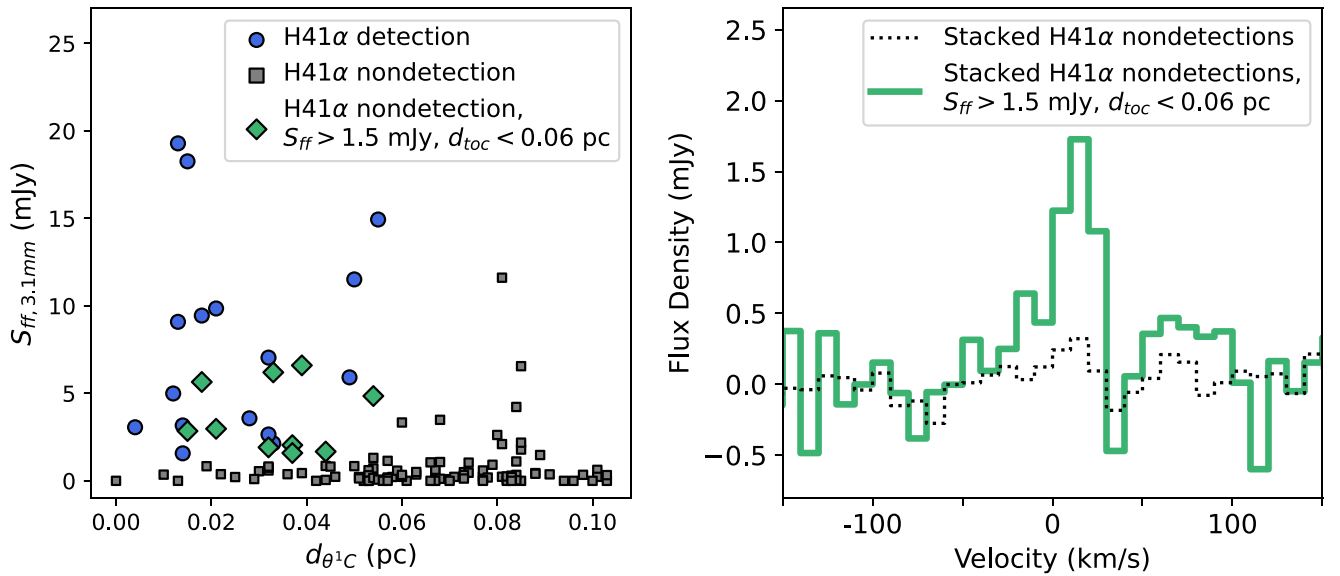 25
20
15
10
5
0
S_ff, 3.1mm (mJy)
H41α detection
H41α nondetection
H41α nondetection,
S_ff > 1.5 mJy, d_toc < 0.06 pc
0.00 0.02 0.04 0.06 0.08 0.10
d_θ¹C (pc)
2.5
2.0
1.5
1.0
0.5
0.0
−0.5
Flux Density (mJy)
Stacked H41α nondetections
Stacked H41α nondetections,
S_ff > 1.5 mJy, d_toc < 0.06 pc
-100 0 100
Velocity (km/s)